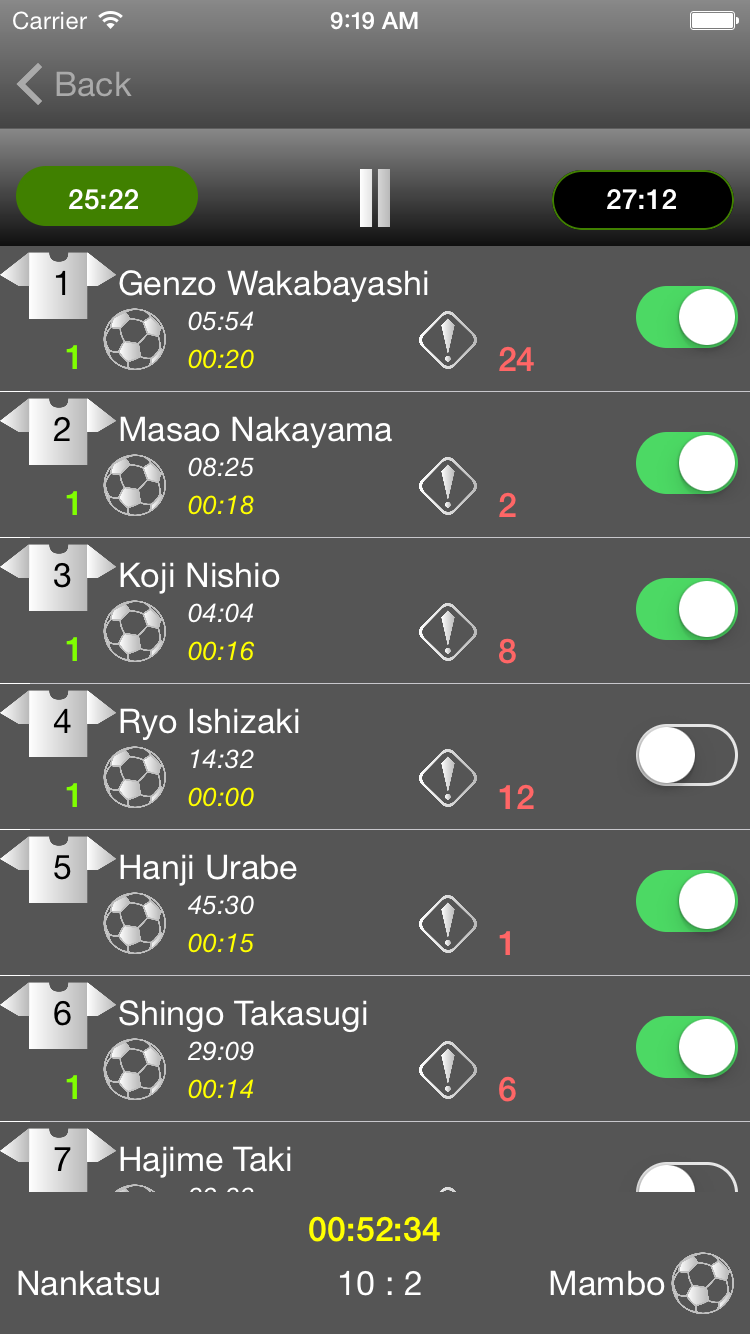 Carrier 9:19 AM
Back
25:22 27:12
1 Genzo Wakabayashi
05:54
1 00:20 24
2 Masao Nakayama
08:25
1 00:18 2
3 Koji Nishio
04:04
1 00:16 8
4 Ryo Ishizaki
14:32
1 00:00 12
5 Hanji Urabe
45:30
00:15 1
6 Shingo Takasugi
29:09
1 00:14 6
7 Hajime Taki
00:52:34
Nankatsu 10 : 2 Mambo